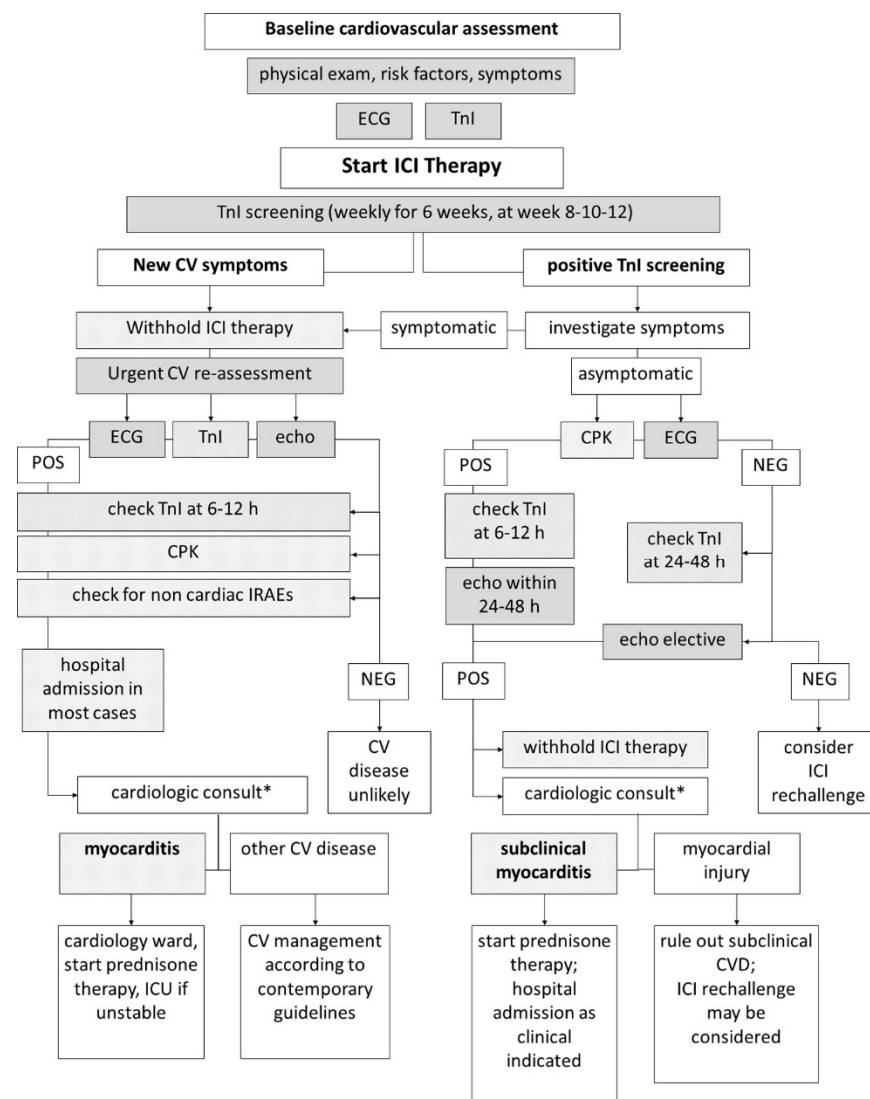 Baseline cardiovascular assessment
physical exam, risk factors, symptoms
ECG
TnI
Start ICI Therapy
TnI screening (weekly for 6 weeks, at week 8-10-12)
New CV symptoms
positive TnI screening
Withhold ICI therapy
symptomatic
investigate symptoms
Urgent CV re-assessment
asymptomatic
ECG
TnI
echo
CPK
ECG
POS
POS
NEG
check TnI at 6-12 h
CPK
check for non cardiac IRAEs
check TnI
at 6-12 h
check TnI
at 24-48 h
echo within
24-48 h
echo elective
hospital
admission in
most cases
NEG
POS
NEG
CV
disease
unlikely
withhold ICI therapy
consider
ICI
rechallenge
cardiologic consult*
cardiologic consult*
myocarditis
other CV disease
subclinical
myocarditis
myocardial
injury
cardiology ward,
start prednisone
therapy, ICU if
unstable
CV management
according to
contemporary
guidelines
start prednisone
therapy;
hospital
admission as
clinical
indicated
rule out subclinical
CVD;
ICI rechallenge
may be
considered